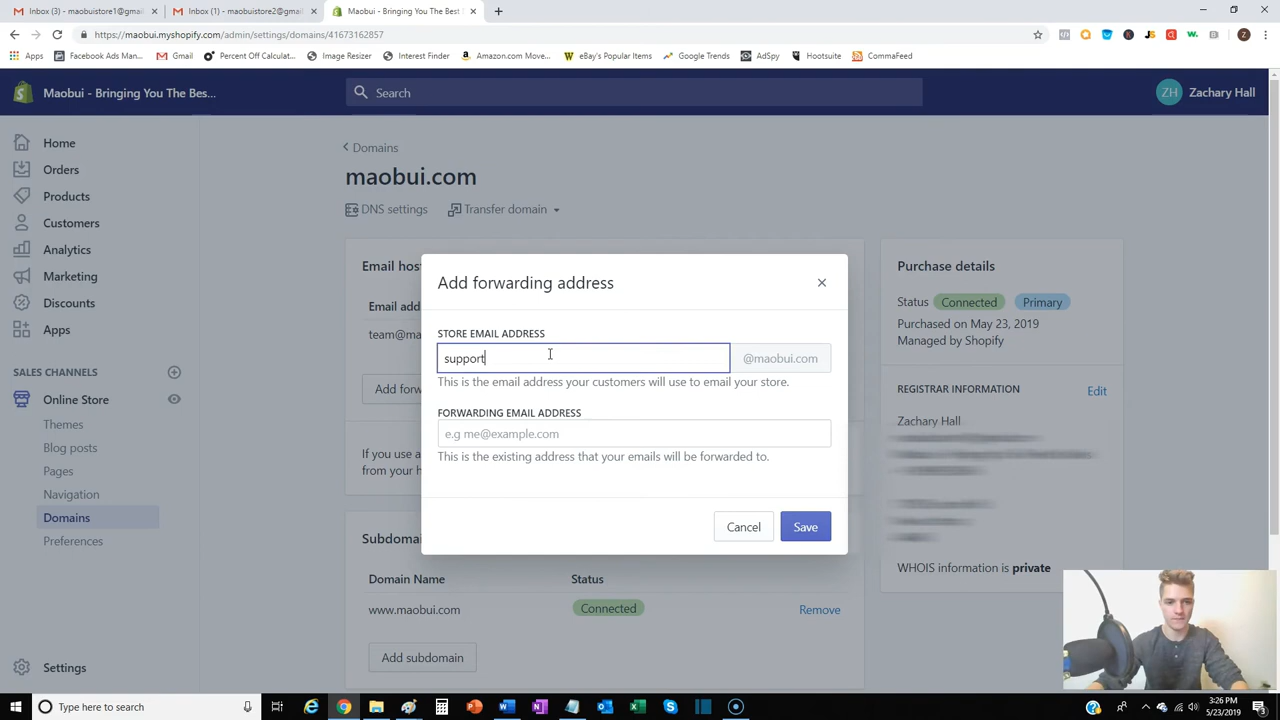 Inbox (3) - maobuistore1@gmail
Inbox (1) - maobuistore2@gmail
Maobui - Bringing You The Best
https://maobui.myshopify.com/admin/settings/domains/41673162857
Apps
Facebook Ads Man...
Gmail
Percent Off Calculat...
Image Resizer
Interest Finder
Amazon.com Move...
eBay's Popular Items
Google Trends
AdSpy
Hootsuite
CommaFeed
Maobui - Bringing You The Bes...
Search
ZH
Zachary Hall
Home
Orders
Products
Customers
Analytics
Marketing
Discounts
Apps
SALES CHANNELS
Online Store
Themes
Blog posts
Pages
Navigation
Domains
Preferences
Settings
Domains
maobui.com
DNS settings
Transfer domain
Email
Email
team@
Add
If you use a
from your
Add forwarding address
STORE EMAIL ADDRESS
support
@maobui.com
This is the email address your customers will use to email your store.
FORWARDING EMAIL ADDRESS
e.g me@example.com
This is the existing address that your emails will be forwarded to.
Cancel
Save
Domain Name
Status
www.maobui.com
Connected
Remove
Add subdomain
Purchase details
Status
Connected
Primary
Purchased on May 23, 2019
Managed by Shopify
REGISTRAR INFORMATION
Edit
Zachary Hall
WHOIS information is private
Type here to search
3:26 PM
5/23/2019